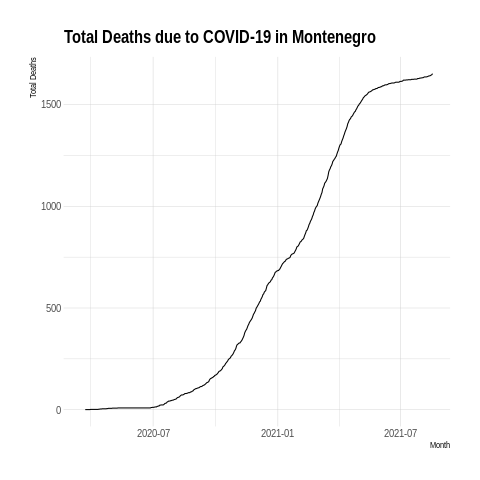 Total Deaths due to COVID-19 in Montenegro
Total Deaths
1500
1000
500
0
2020-07
2021-01
2021-07
Month